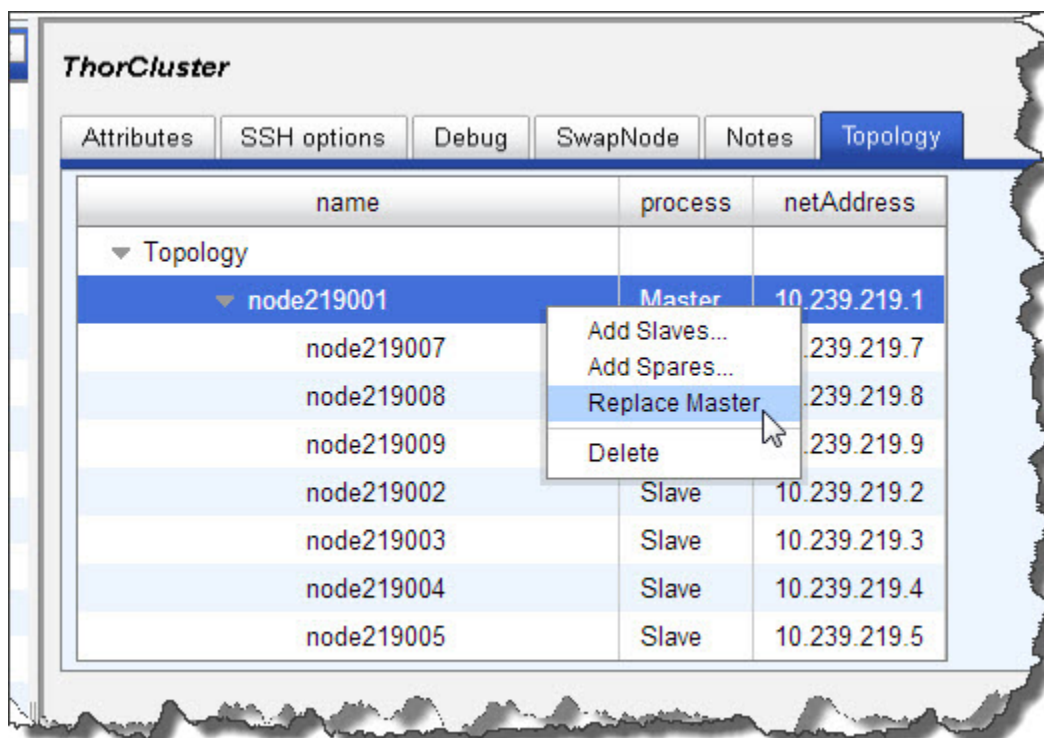 ThorCluster
Attributes SSH options Debug SwapNode Notes Topology
name process netAddress
Topology
node219001 Master 10.239.219.1
Add Slaves...
node219007 .239.219.7
Add Spares...
node219008 .239.219.8
Replace Master
node219009 .239.219.9
Delete
node219002 Slave 10.239.219.2
node219003 Slave 10.239.219.3
node219004 Slave 10.239.219.4
node219005 Slave 10.239.219.5